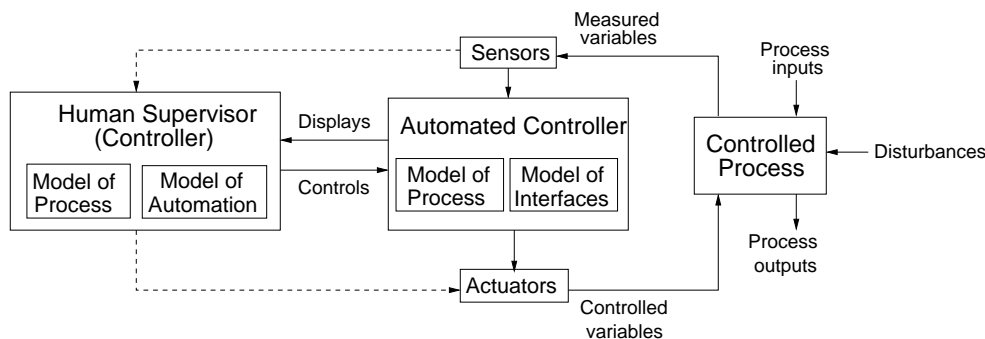 Measured
variables
Sensors
Process
inputs
Human Supervisor
(Controller)
Displays
Automated Controller
Controlled
Process
Disturbances
Model of
Process
Model of
Automation
Controls
Model of
Process
Model of
Interfaces
Process
outputs
Actuators
Controlled
variables